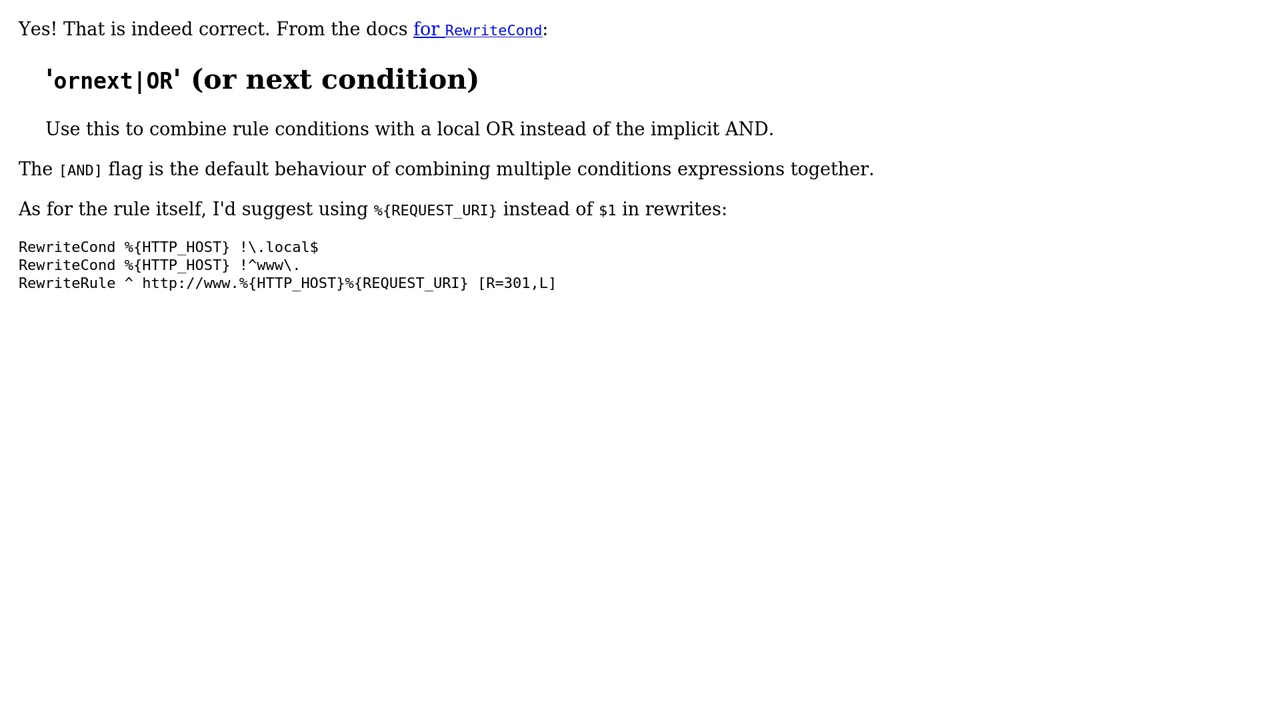 Yes! That is indeed correct. From the docs for RewriteCond:
'ornext|OR' (or next condition)
Use this to combine rule conditions with a local OR instead of the implicit AND.
The [AND] flag is the default behaviour of combining multiple conditions expressions together.
As for the rule itself, I'd suggest using %{REQUEST_URI} instead of $1 in rewrites:
RewriteCond %{HTTP_HOST} !\.local$
RewriteCond %{HTTP_HOST} !^www\.
RewriteRule ^ http://www.%{HTTP_HOST}%{REQUEST_URI} [R=301,L]